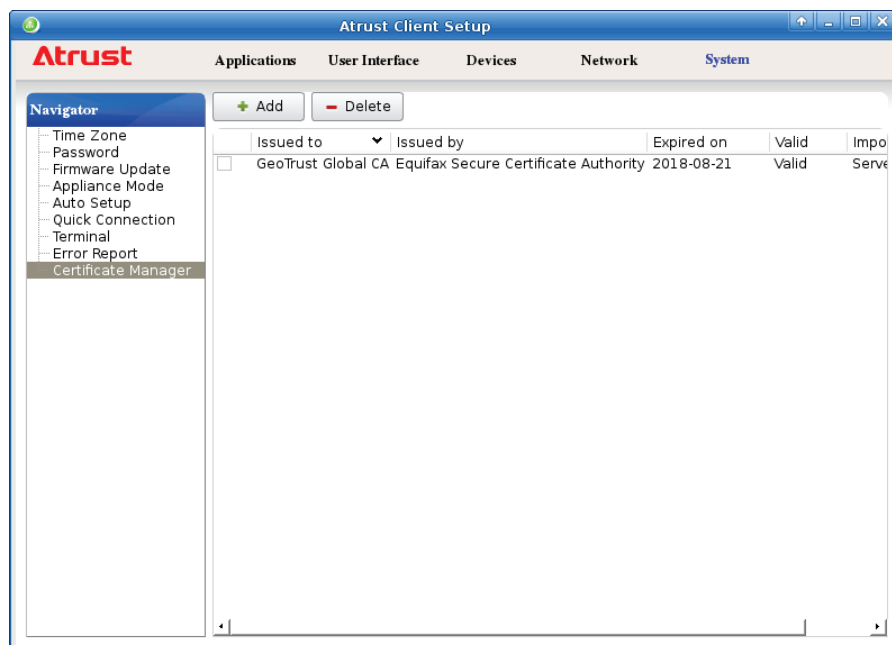 Atrust Client Setup
Atrust
Applications User Interface Devices Network System
Navigator
Time Zone
Password
Firmware Update
Appliance Mode
Auto Setup
Quick Connection
Terminal
Error Report
Certificate Manager
Add Delete
Issued to Issued by Expired on Valid Impo
GeoTrust Global CA Equifax Secure Certificate Authority 2018-08-21 Valid Serve